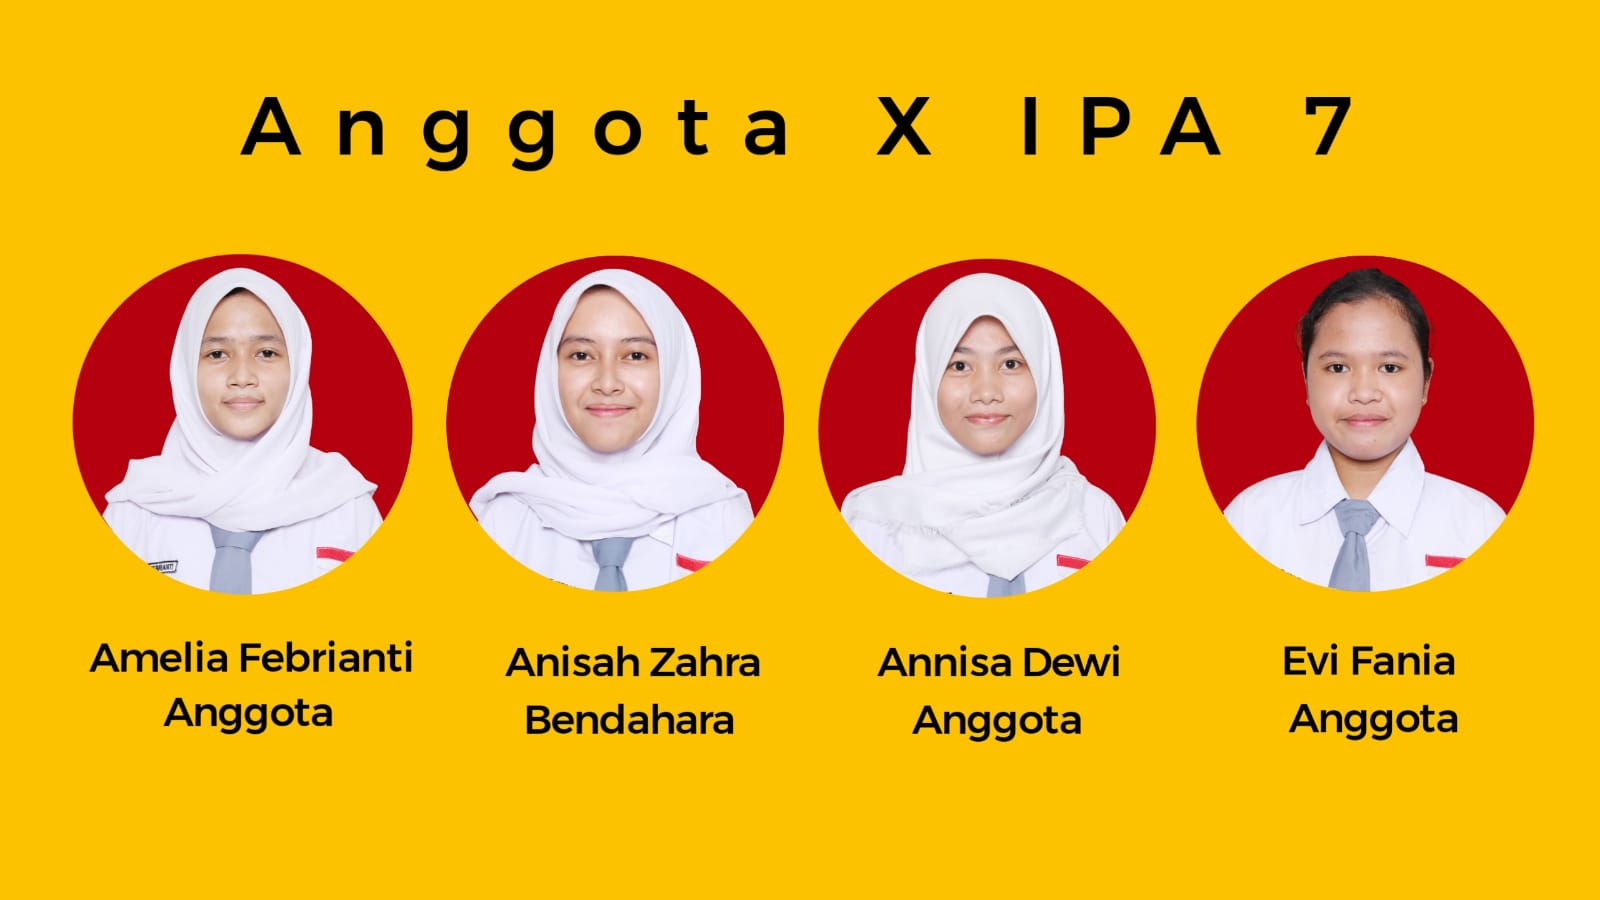 Anggota X IPA 7
Amelia Febrianti
Anggota
Anisah Zahra
Bendahara
Annisa Dewi
Anggota
Evi Fania
Anggota